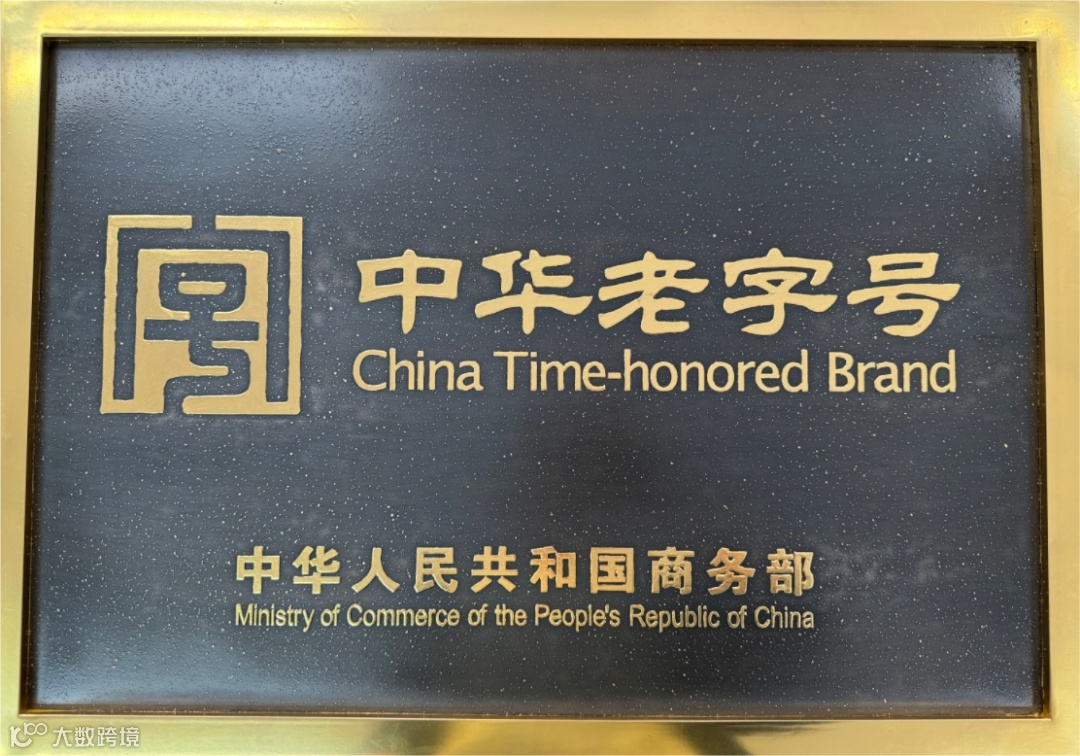 中华老字号
China Time-honored Brand
中华人民共和国商务部
Ministry of Commerce of the People's Republic of China
大数跨境